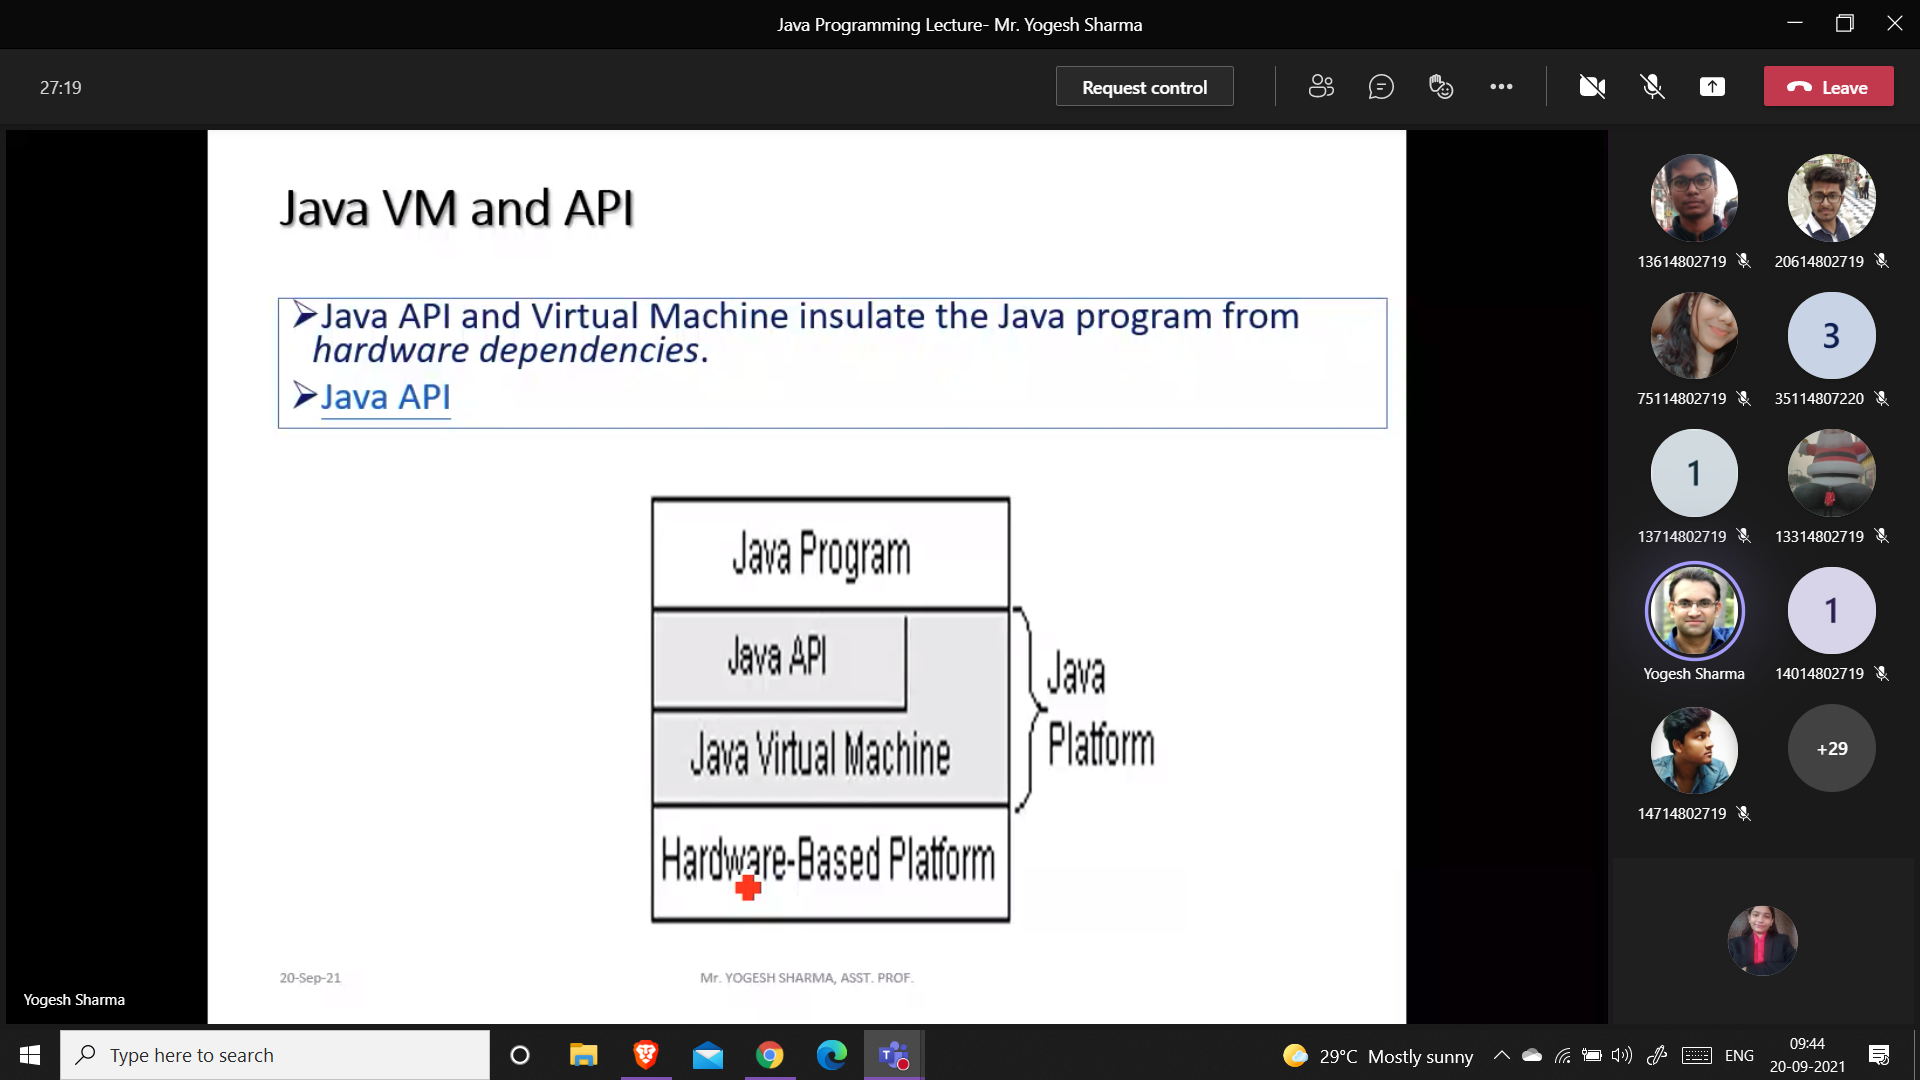 Java Programming Lecture- Mr. Yogesh Sharma
27:19
Request control
Leave
Java VM and API
Java API and Virtual Machine insulate the Java program from
hardware dependencies.
Java API
Java Program
Java API
Java Virtual Machine
Java
Platform
Hardware-Based Platform
20-Sep-21
Mr. YOGESH SHARMA, ASST. PROF.
Yogesh Sharma
13614802719
20614802719
75114802719
3
35114807220
1
13714802719
13314802719
Yogesh Sharma
1
14014802719
14714802719
+29
Type here to search
29°C Mostly sunny
ENG
09:44
20-09-2021